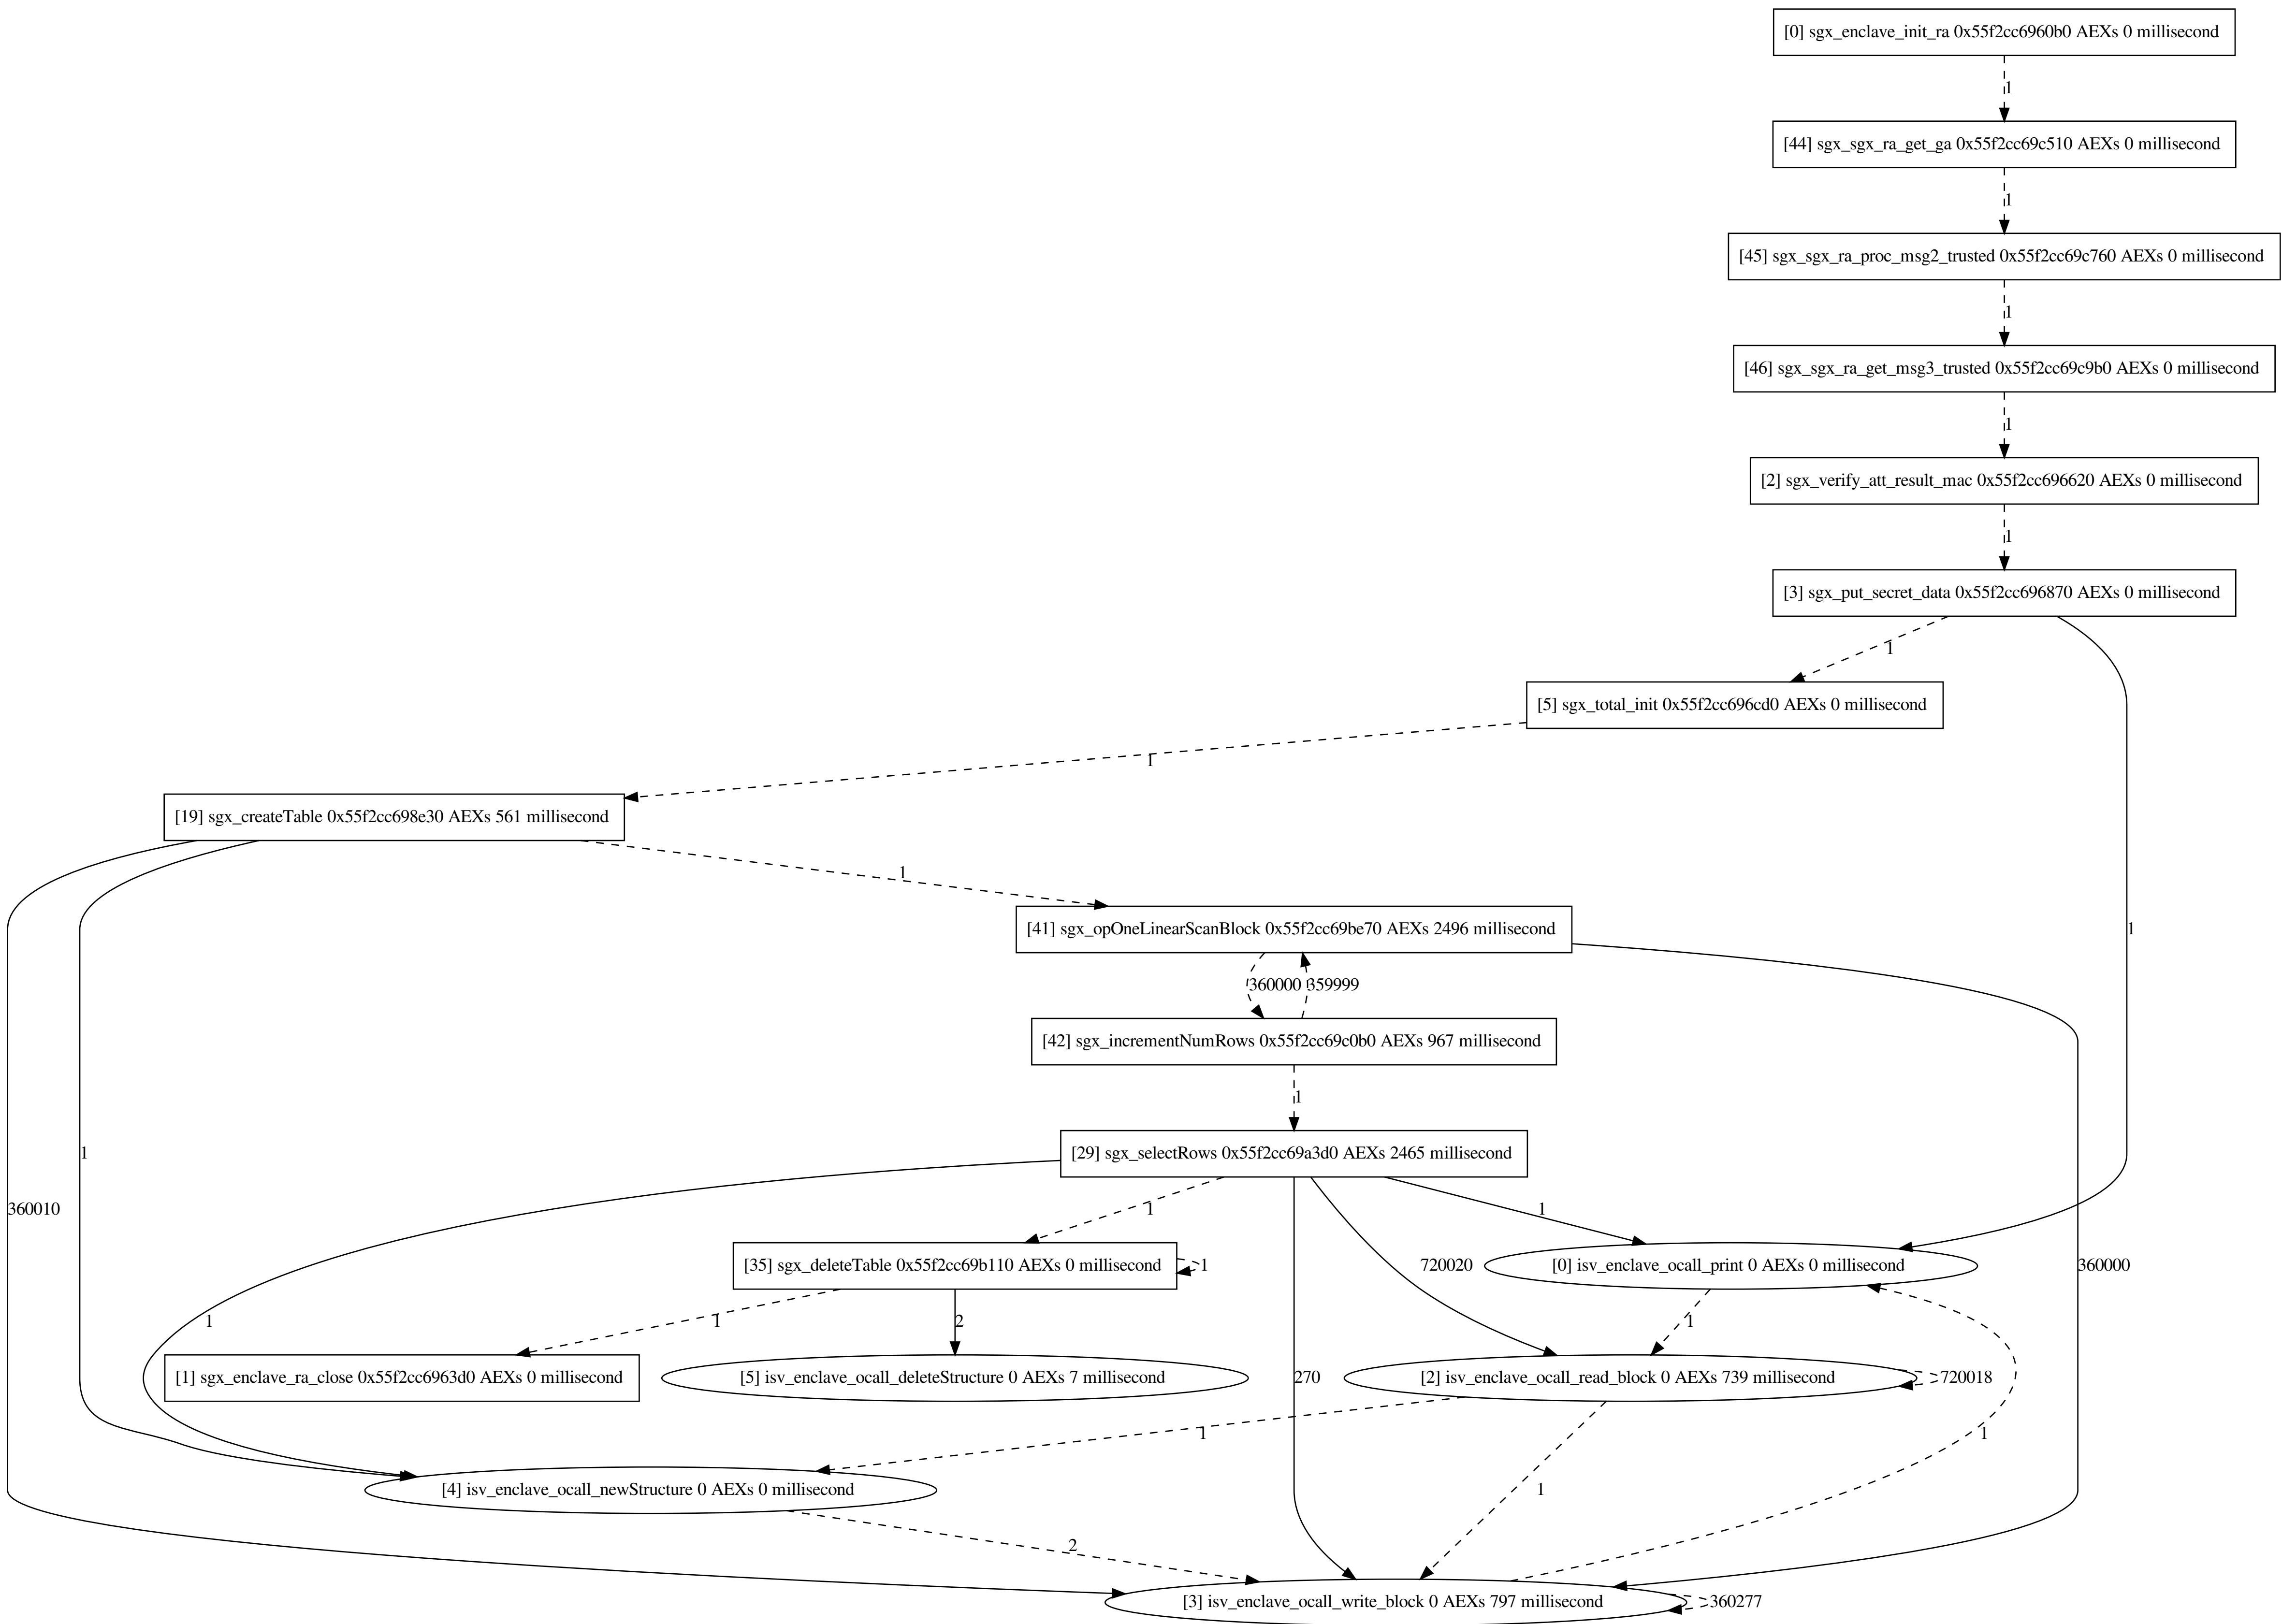 [0] sgx_enclave_init_ra 0x55f2cc6960b0 AEXs 0 millisecond
1
[44] sgx_sgx_ra_get_ga 0x55f2cc69c510 AEXs 0 millisecond
1
[45] sgx_sgx_ra_proc_msg2_trusted 0x55f2cc69c760 AEXs 0 millisecond
1
[46] sgx_sgx_ra_get_msg3_trusted 0x55f2cc69c9b0 AEXs 0 millisecond
1
[2] sgx_verify_att_result_mac 0x55f2cc696620 AEXs 0 millisecond
1
[3] sgx_put_secret_data 0x55f2cc696870 AEXs 0 millisecond
1
[5] sgx_total_init 0x55f2cc696cd0 AEXs 0 millisecond
1
[19] sgx_createTable 0x55f2cc698e30 AEXs 561 millisecond
1
[41] sgx_opOneLinearScanBlock 0x55f2cc69be70 AEXs 2496 millisecond
1
360000
359999
[42] sgx_incrementNumRows 0x55f2cc69c0b0 AEXs 967 millisecond
1
1
[29] sgx_selectRows 0x55f2cc69a3d0 AEXs 2465 millisecond
360010
1
1
[35] sgx_deleteTable 0x55f2cc69b110 AEXs 0 millisecond
1
270
720020
[0] isv_enclave_ocall_print 0 AEXs 0 millisecond
360000
1
1
2
1
[1] sgx_enclave_ra_close 0x55f2cc6963d0 AEXs 0 millisecond
[5] isv_enclave_ocall_deleteStructure 0 AEXs 7 millisecond
[2] isv_enclave_ocall_read_block 0 AEXs 739 millisecond
720018
1
1
[4] isv_enclave_ocall_newStructure 0 AEXs 0 millisecond
1
2
[3] isv_enclave_ocall_write_block 0 AEXs 797 millisecond
360277